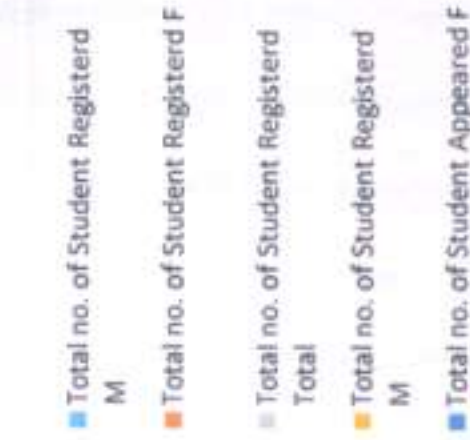 Total no. of Student Registerd
M
Total no. of Student Registerd F
Total no. of Student Registerd
Total
Total no. of Student Registerd
M
Total no. of Student Appeared F